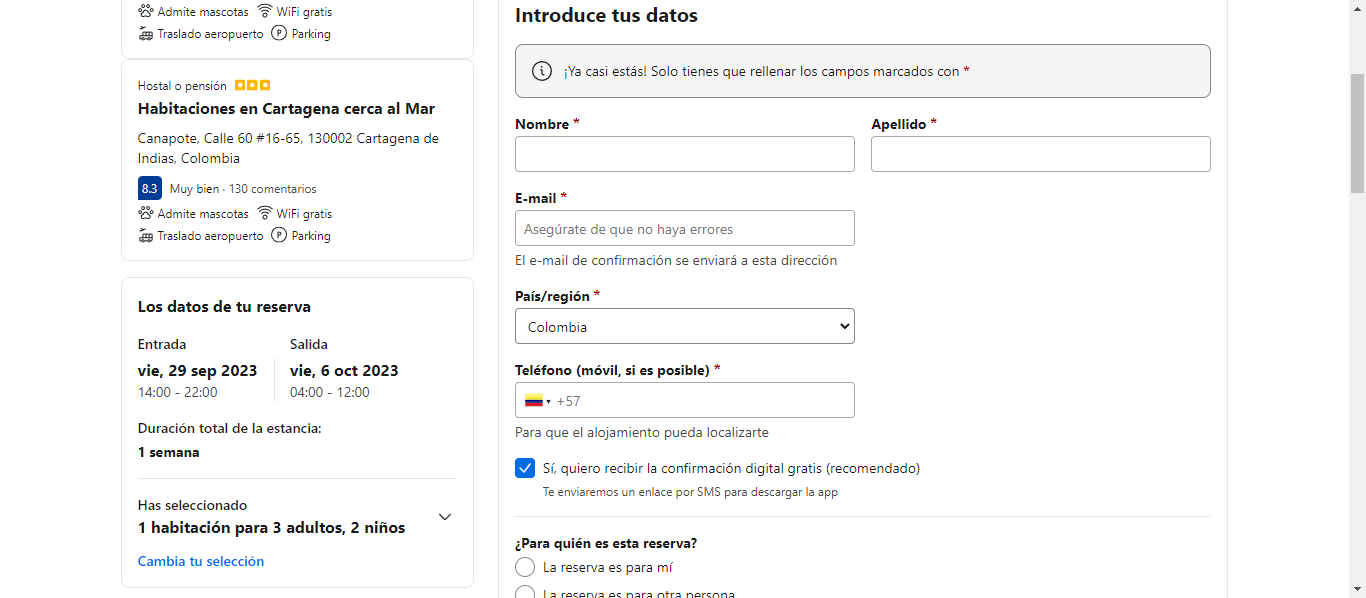 Admite mascotas WiFi gratis
Traslado aeropuerto P Parking
Hostal o pensión
Habitaciones en Cartagena cerca al Mar
Canapote, Calle 60 #16-65, 130002 Cartagena de
Indias, Colombia
8.3 Muy bien · 130 comentarios
Admite mascotas WiFi gratis
Traslado aeropuerto P Parking
Los datos de tu reserva
Entrada Salida
vie, 29 sep 2023 vie, 6 oct 2023
14:00 - 22:00 04:00 - 12:00
Duración total de la estancia:
1 semana
Has seleccionado
1 habitación para 3 adultos, 2 niños
Cambia tu selección
Introduce tus datos
¡Ya casi estás! Solo tienes que rellenar los campos marcados con *
Nombre * Apellido *
E-mail *
Asegúrate de que no haya errores
El e-mail de confirmación se enviará a esta dirección
País/región *
Colombia
Teléfono (móvil, si es posible) *
+57
Para que el alojamiento pueda localizarte
Sí, quiero recibir la confirmación digital gratis (recomendado)
Te enviaremos un enlace por SMS para descargar la app
¿Para quién es esta reserva?
La reserva es para mí
La reserva es para otra persona